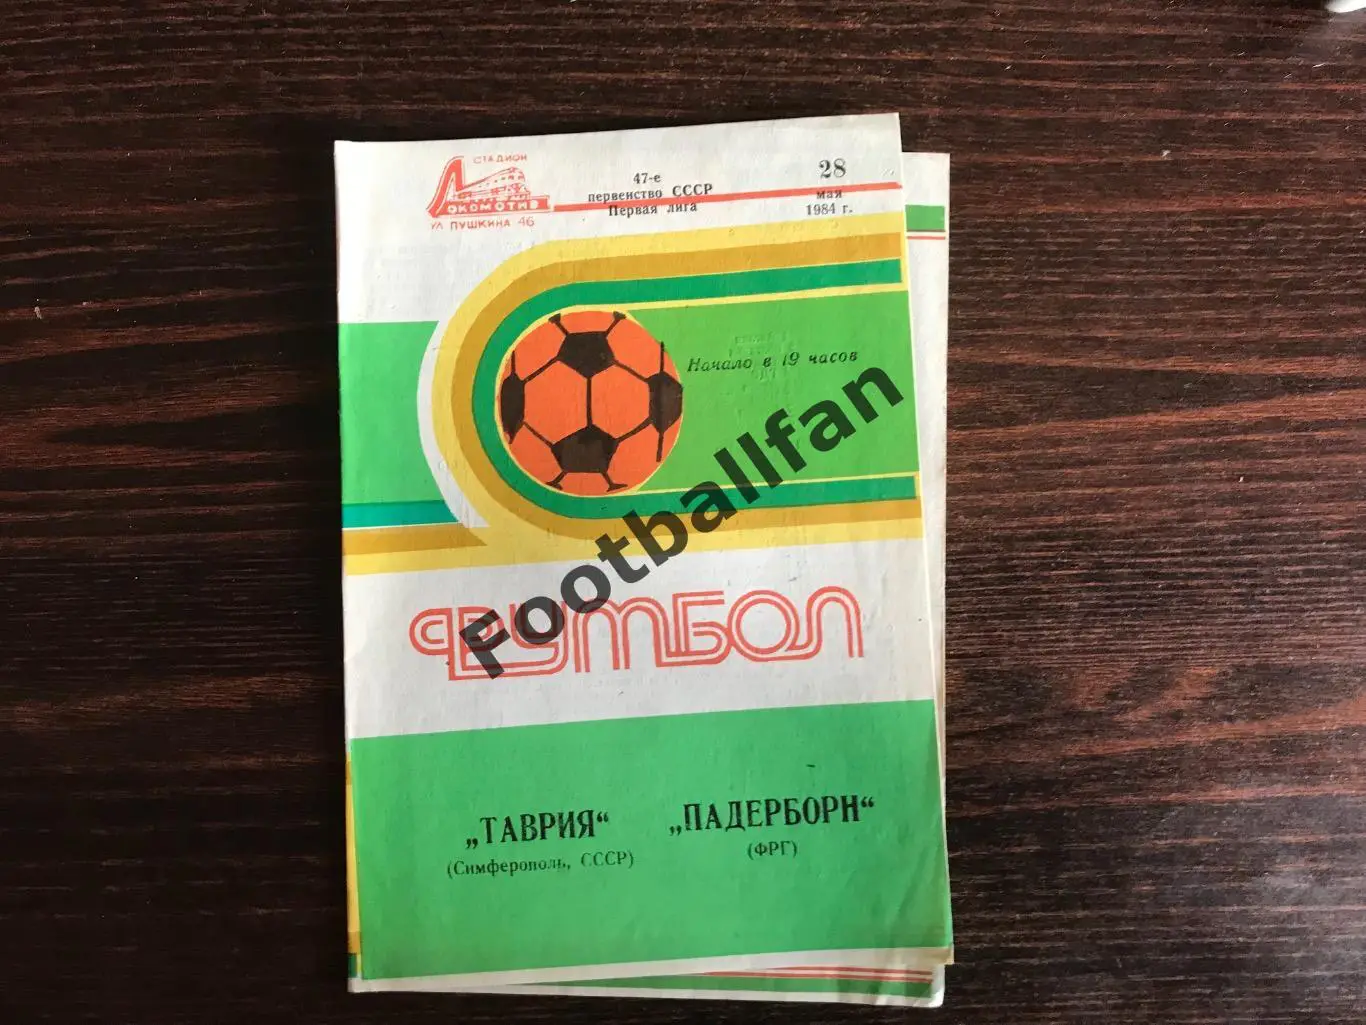 СТАДИОН
ЛОКОМОТИВ
УЛ. ПУШКИНА 46
47-е
первенство СССР
Первая лига
28
мая
1984 г.
Начало в 19 часов
Footballfan
ФУТБОЛ
„ТАВРИЯ“
(Симферополь, СССР)
„ПАДЕРБОРН“
(ФРГ)